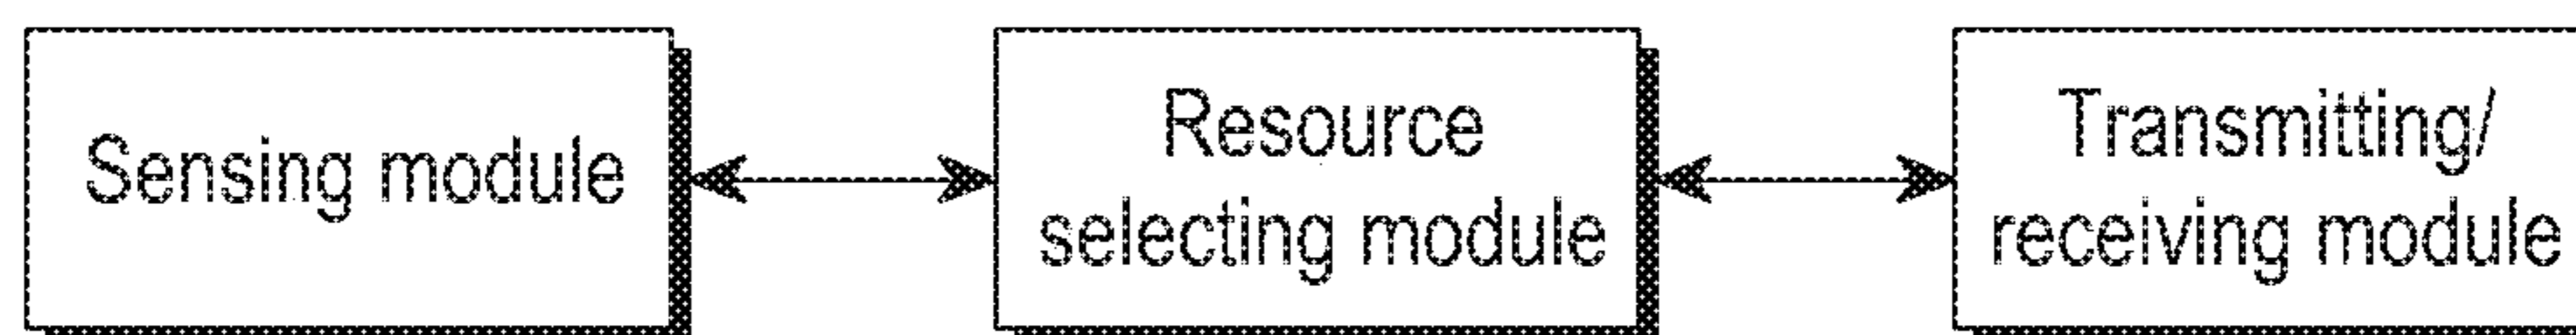 Sensing module
Resource
selecting module
Transmitting/
receiving module